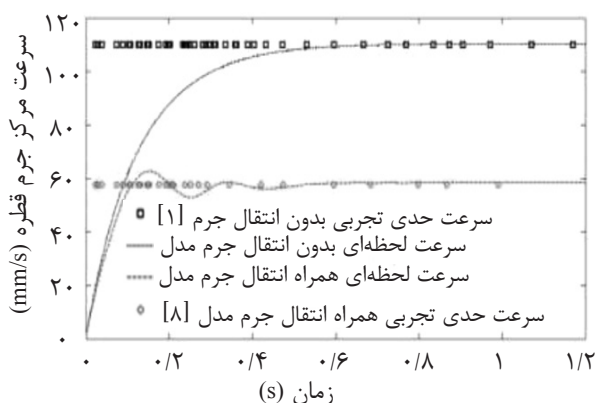 ۱۲۰
۱۰۰
۸۰
۶۰
۴۰
۲۰
۰
سرعت مرکز جرم قطره (mm/s)
سرعت حدی تجربی بدون انتقال جرم [۱]
سرعت لحظه‌ای بدون انتقال جرم مدل
سرعت لحظه‌ای همراه انتقال جرم مدل
سرعت حدی تجربی همراه انتقال جرم مدل [۸]
۰ ۰/۲ ۰/۴ ۰/۶ ۰/۸ ۱ ۱/۲
زمان (s)